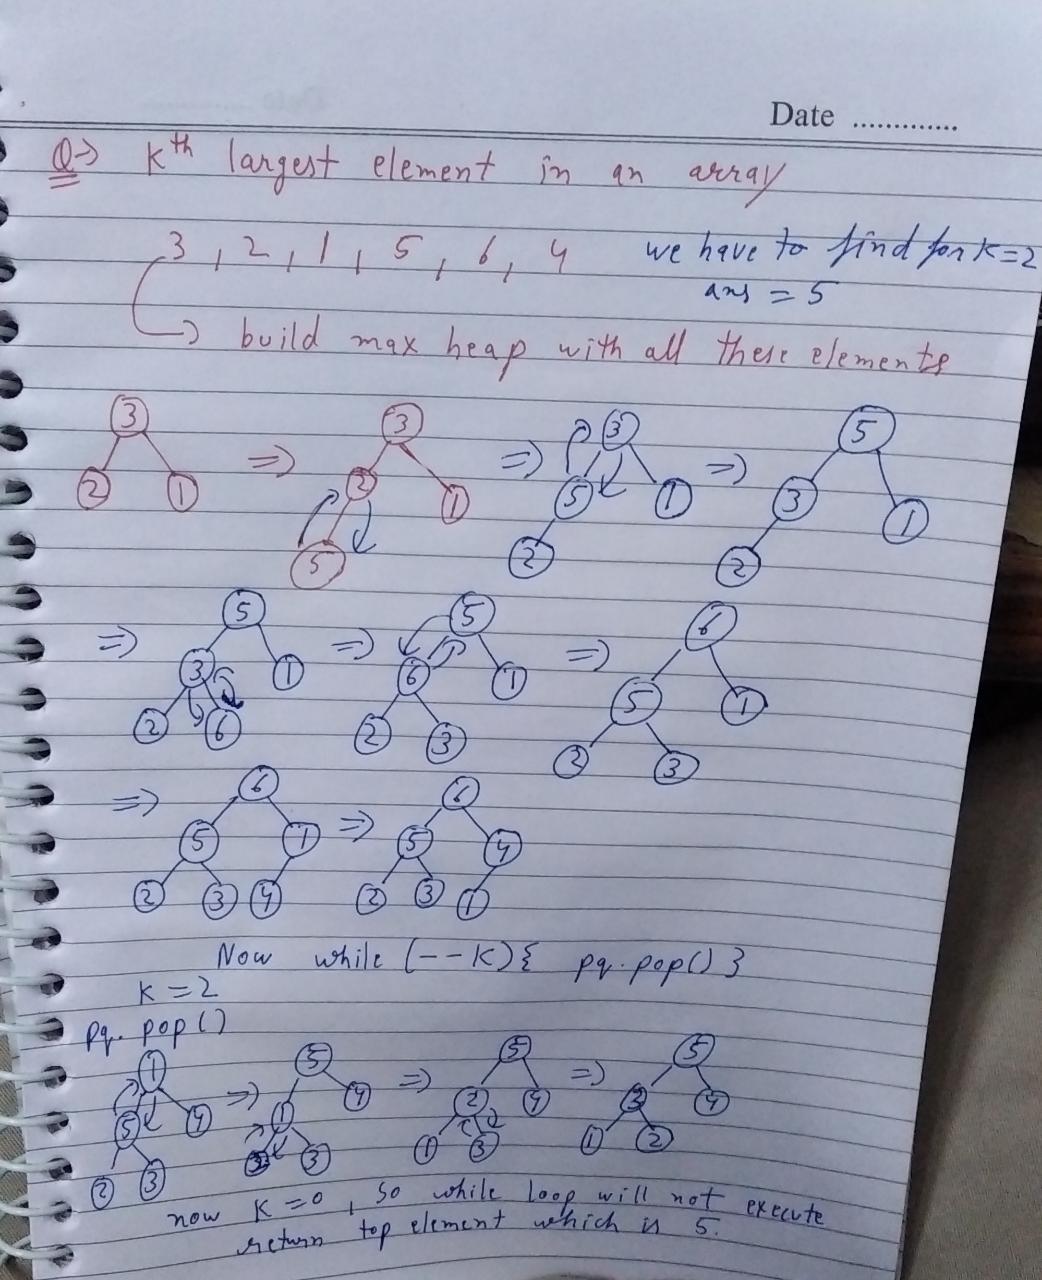 Date .............
Q→ Kth largest element in an array
3, 2, 1, 5, 6, 4 we have to find for K=2
ans = 5
→ build max heap with all these elements
3 ⇒ 3 ⇒ 3 ⇒ 5
2 1 2 1 5 1 3 1
5 2 2
⇒ 5 ⇒ 5 ⇒ 6
3 1 6 1 5 1
2 6 2 3 2 3
⇒ 6 ⇒ 6
5 1 5 4
2 3 4 2 3 1
Now while (--K){ pq.pop() }
K = 2
pq. pop()
1 ⇒ 5 ⇒ 5 ⇒ 5
5 4 1 4 2 4 4
2 3 3 1 3 1 2
now K=0, so while loop will not execute
return top element which is 5.